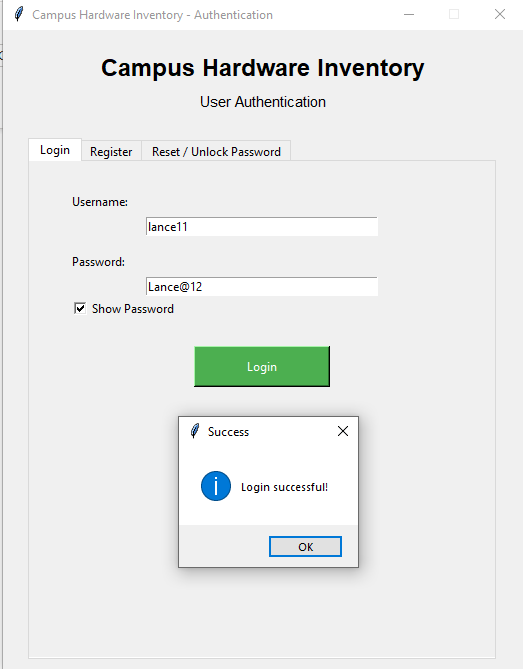 Campus Hardware Inventory - Authentication
Campus Hardware Inventory
User Authentication
Login Register Reset / Unlock Password
Username:
lance11
Password:
Lance@12
Show Password
Login
Success
Login successful!
OK